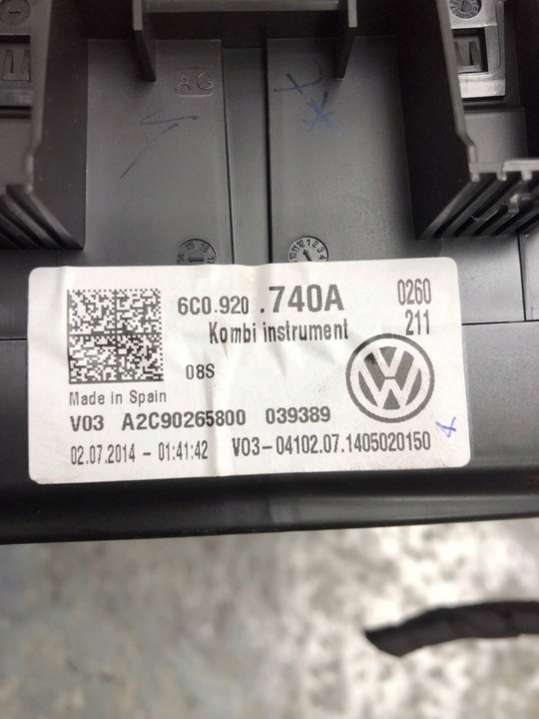 AG
6C0.920 .740A 0260
Kombi instrument 211
08S
Made in Spain
V03 A2C90265800 039389
02.07.2014 - 01:41:42 V03-04102.07.1405020150